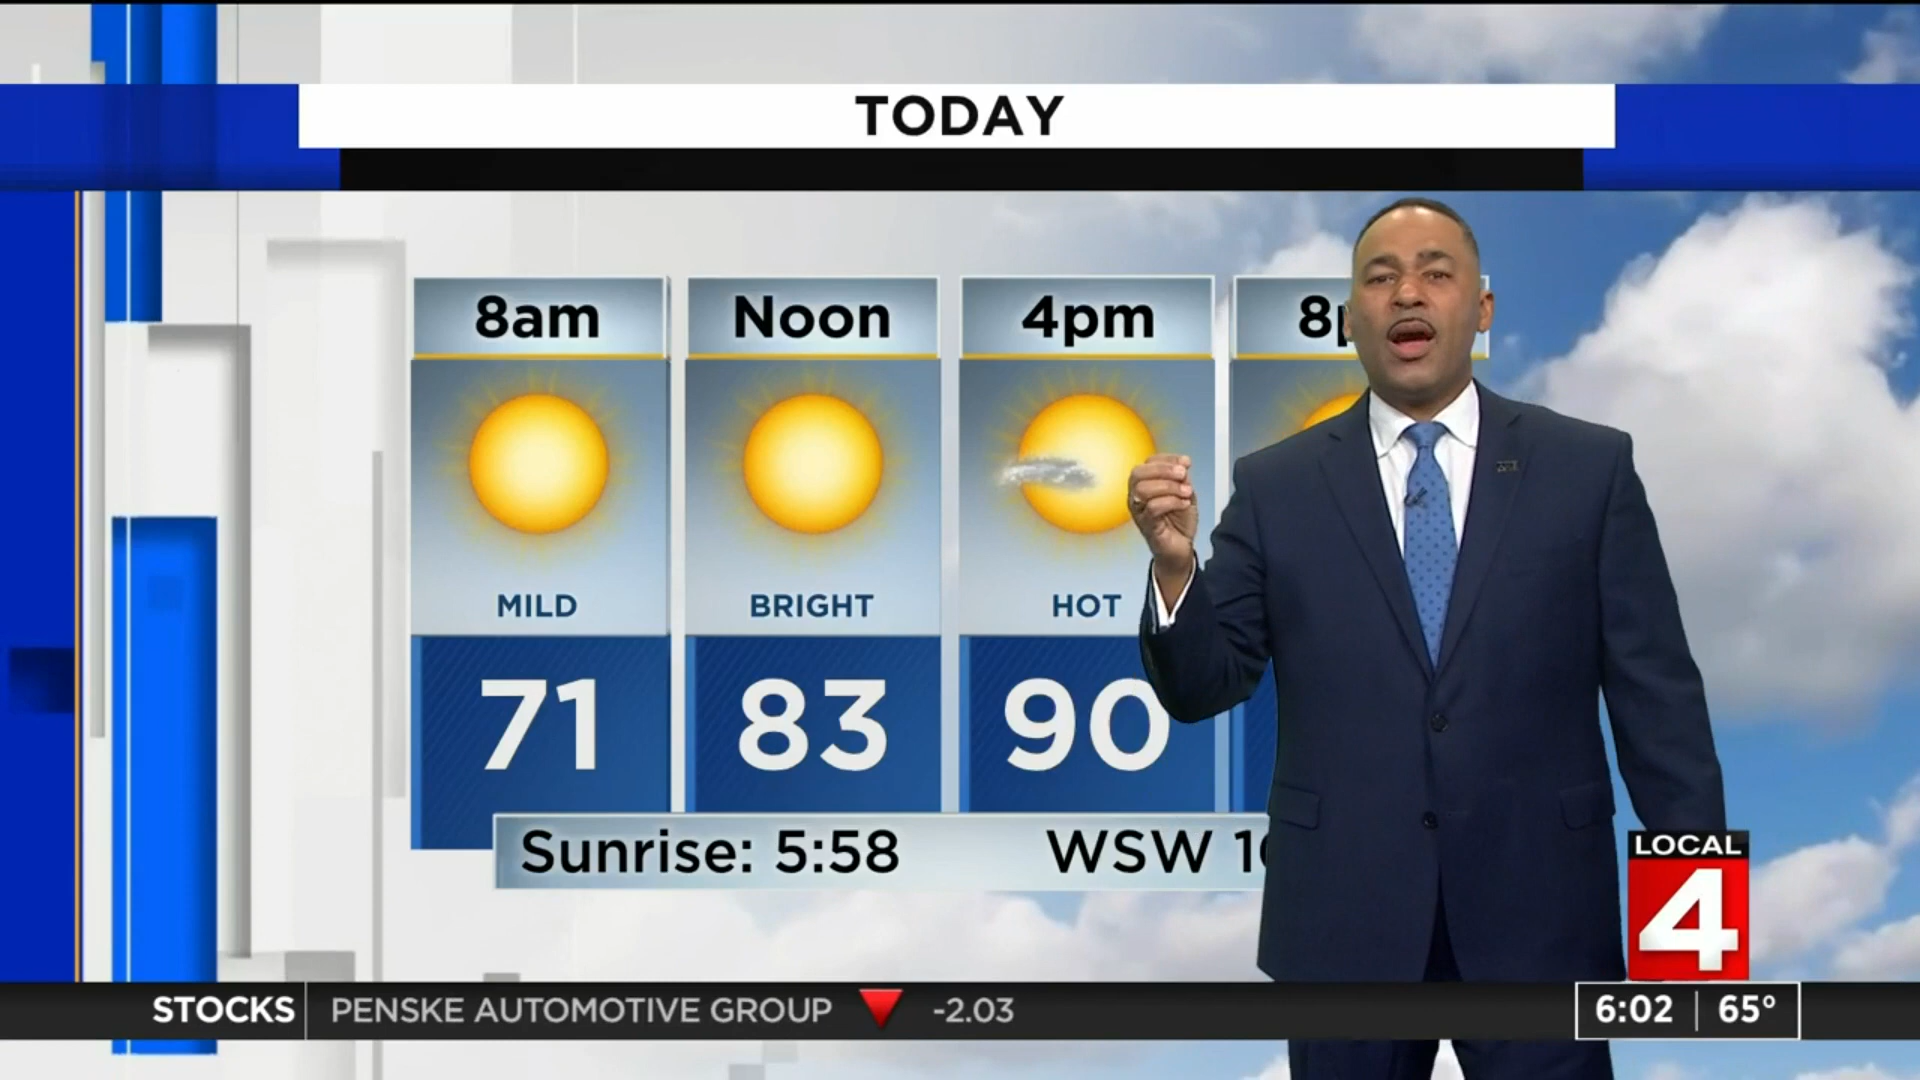 TODAY
8am
Noon
4pm
MILD
BRIGHT
HOT
71
83
90
Sunrise: 5:58
WSW
LOCAL
4
STOCKS
PENSKE AUTOMOTIVE GROUP
-2.03
6:02
65°